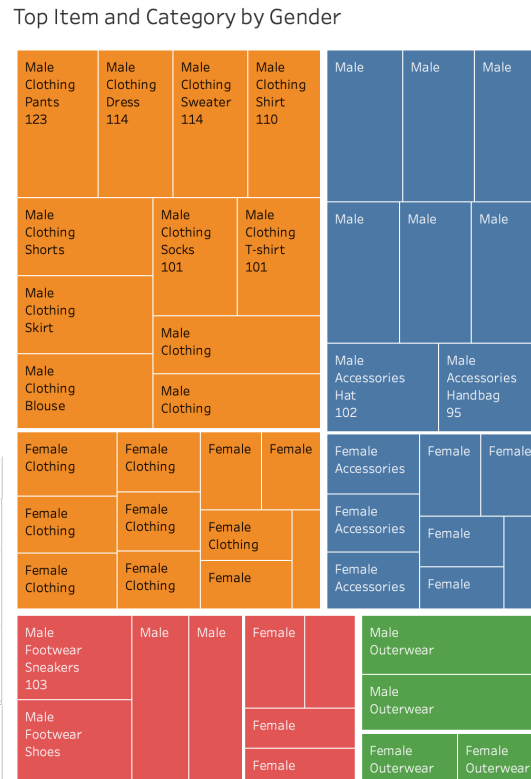 Top Item and Category by Gender
Male
Clothing
Pants
123
Male
Clothing
Dress
114
Male
Clothing
Sweater
114
Male
Clothing
Shirt
110
Male
Clothing
Shorts
Male
Clothing
Socks
101
Male
Clothing
T-shirt
101
Male
Clothing
Skirt
Male
Clothing
Blouse
Male
Clothing
Male
Clothing
Male
Male
Male
Male
Male
Male
Male
Accessories
Hat
102
Male
Accessories
Handbag
95
Female
Clothing
Female
Clothing
Female
Female
Female
Clothing
Female
Clothing
Female
Clothing
Female
Clothing
Female
Clothing
Female
Female
Accessories
Female
Female
Female
Accessories
Female
Female
Accessories
Female
Male
Footwear
Sneakers
103
Male
Male
Male
Footwear
Shoes
Female
Female
Female
Male
Outerwear
Male
Outerwear
Female
Outerwear
Female
Outerwear